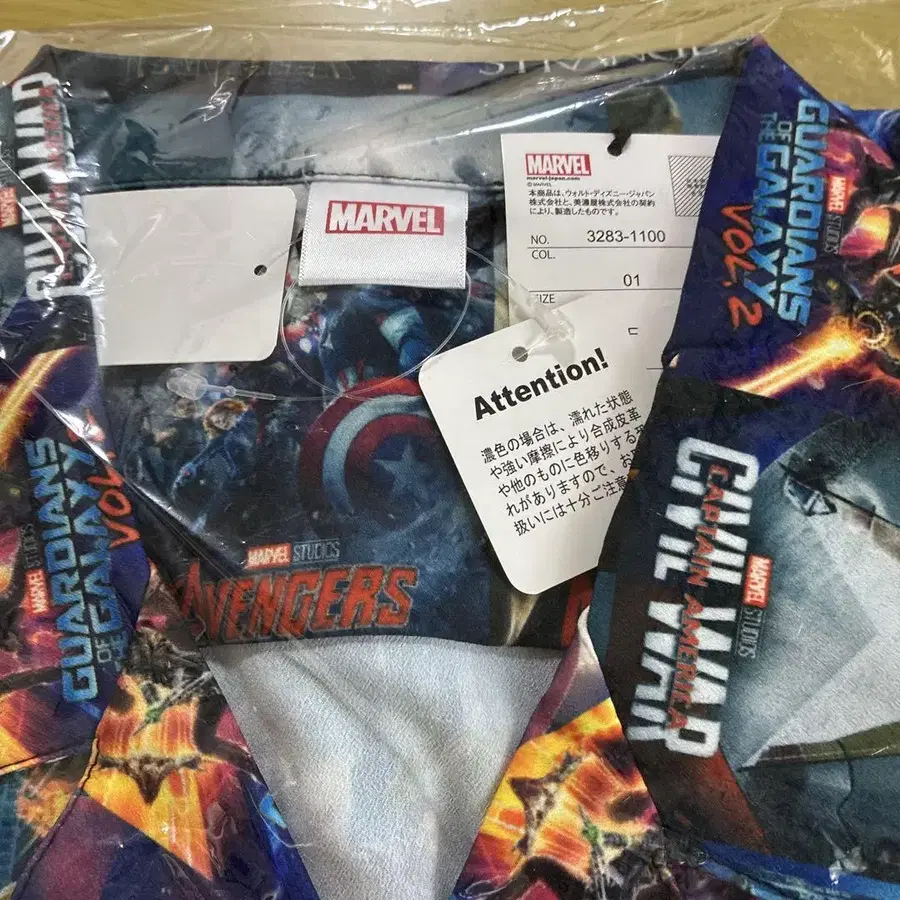 STRANGE
CIVIL WAR
MARVEL
MARVEL
marvel-japan.com
© MARVEL
本商品は、ウォルト・ディズニー・ジャパン
株式会社と、美濃屋株式会社の契約
により、製造したものです。
NO. 3283-1100
COL.
01
SIZE
Attention!
濃色の場合は、濡れた状態
や強い摩擦により合成皮革
や他のものに色移りする恐
れがありますので、お取
扱いには十分ご注意
MARVEL STUDIOS
GUARDIANS
OF THE
GALAXY
VOL. 2
MARVEL STUDIOS
GUARDIANS
OF THE
GALAXY
VOL.
MARVEL STUDIOS
AVENGERS
MARVEL STUDIOS
CAPTAIN AMERICA
CIVIL WAR